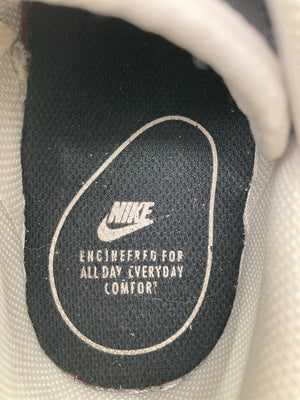 NIKE
ENGINEERED FOR
ALL DAY, EVERYDAY
COMFORT